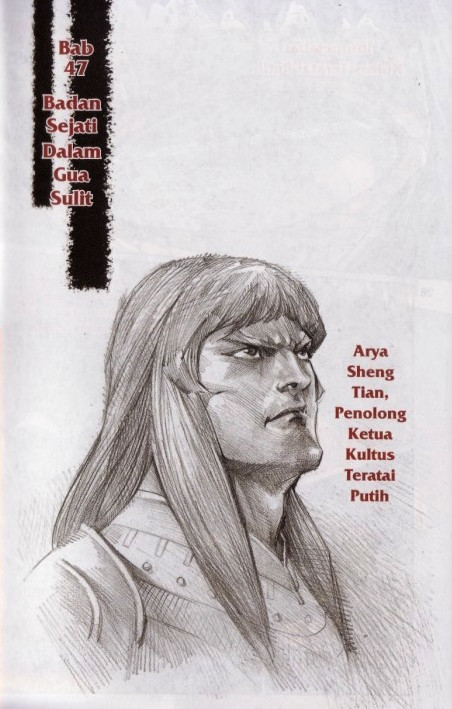 Bab
47
Badan
Sejati
Dalam
Gua
Sulit
Arya
Sheng
Tian,
Penolong
Ketua
Kultus
Teratai
Putih